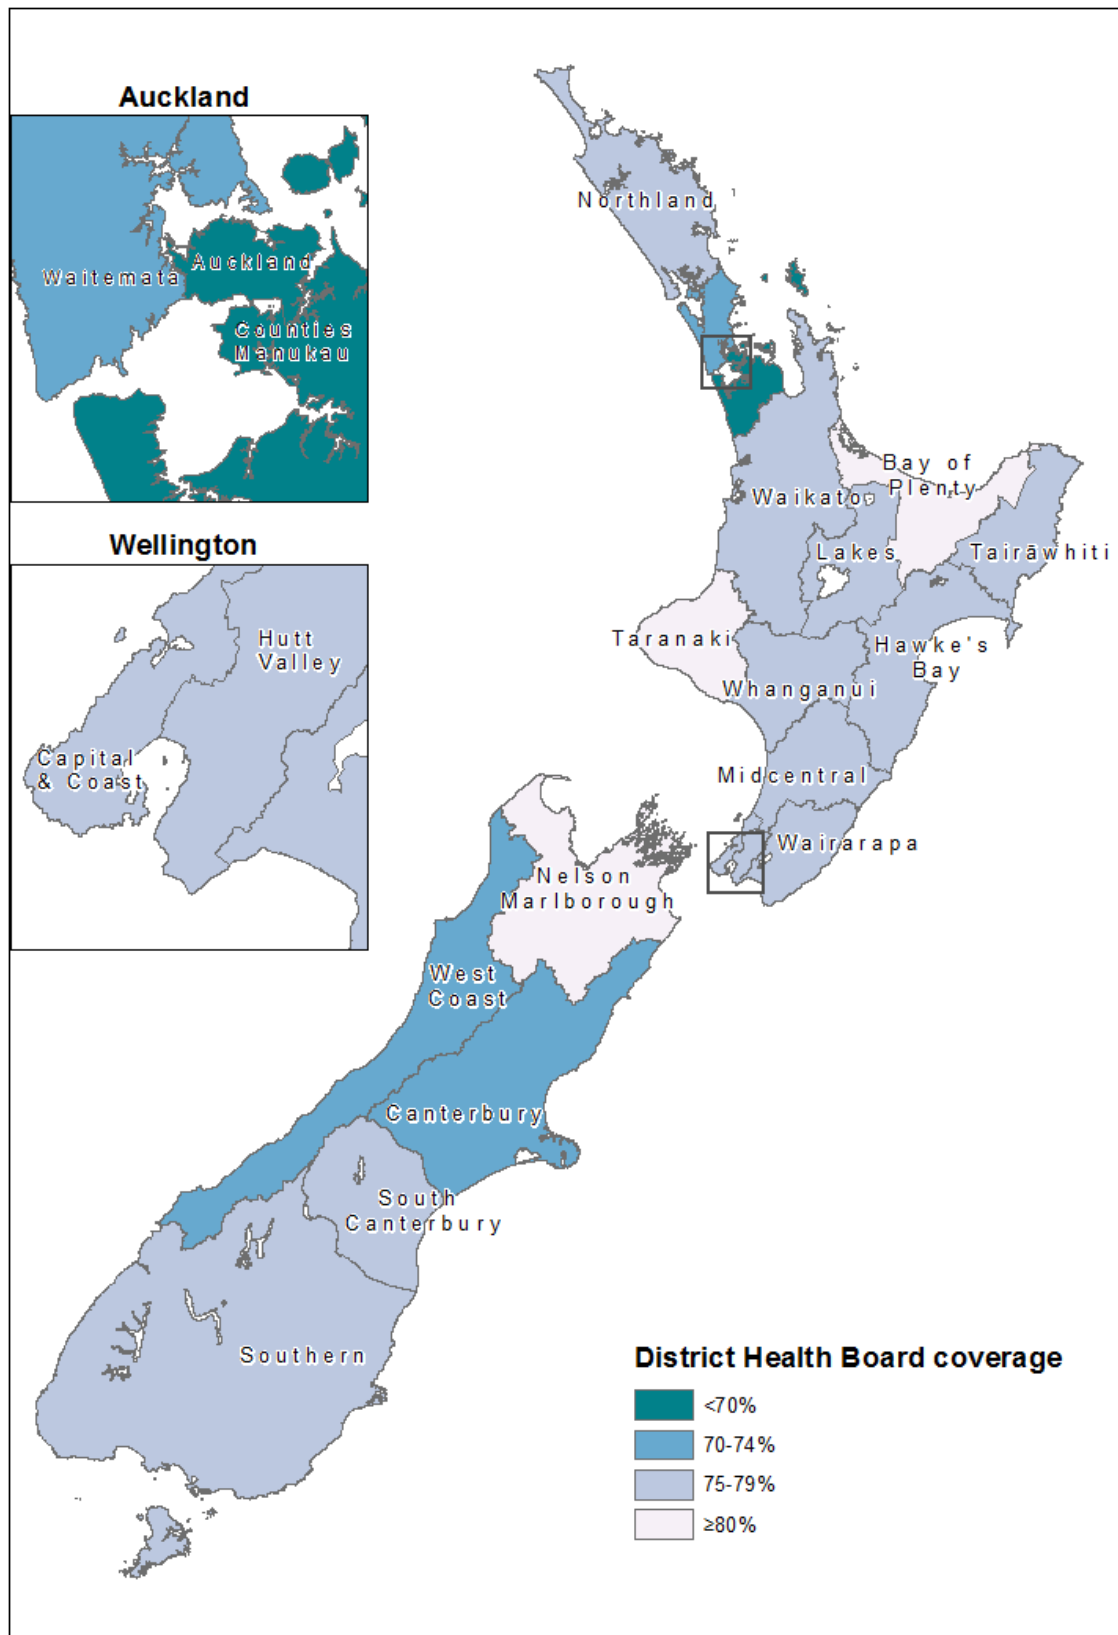 Auckland
Waitemata
Auckland
Counties
Manukau
Wellington
Hutt
Valley
Capital
& Coast
Northland
Bay of
Plenty
Waikato
Lakes
Tairāwhiti
Taranaki
Hawke's
Bay
Whanganui
Midcentral
Wairarapa
Nelson
Marlborough
West
Coast
Canterbury
South
Canterbury
Southern
District Health Board coverage
<70%
70-74%
75-79%
≥80%